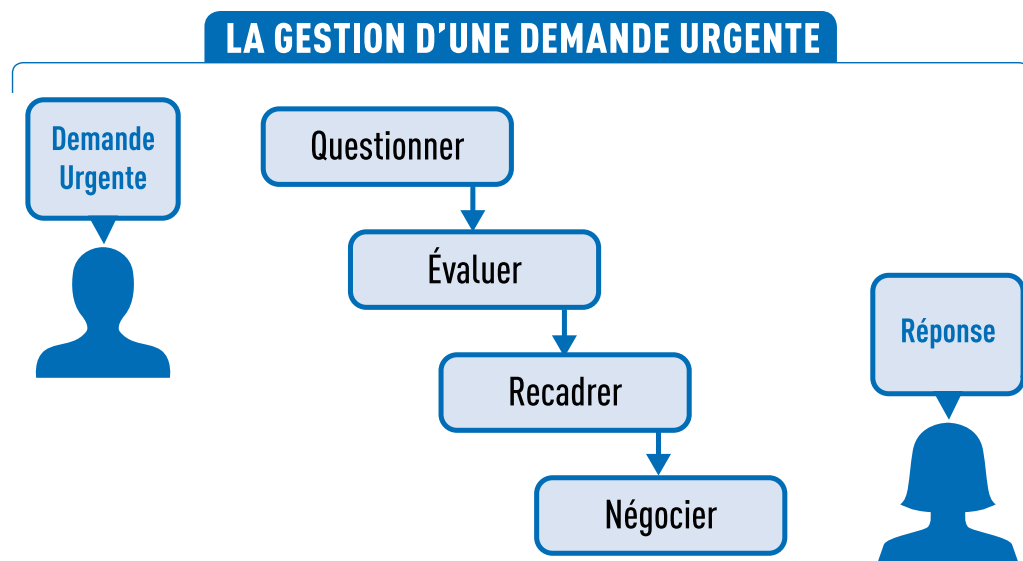 LA GESTION D’UNE DEMANDE URGENTE
Demande
Urgente
Questionner
Évaluer
Recadrer
Négocier
Réponse